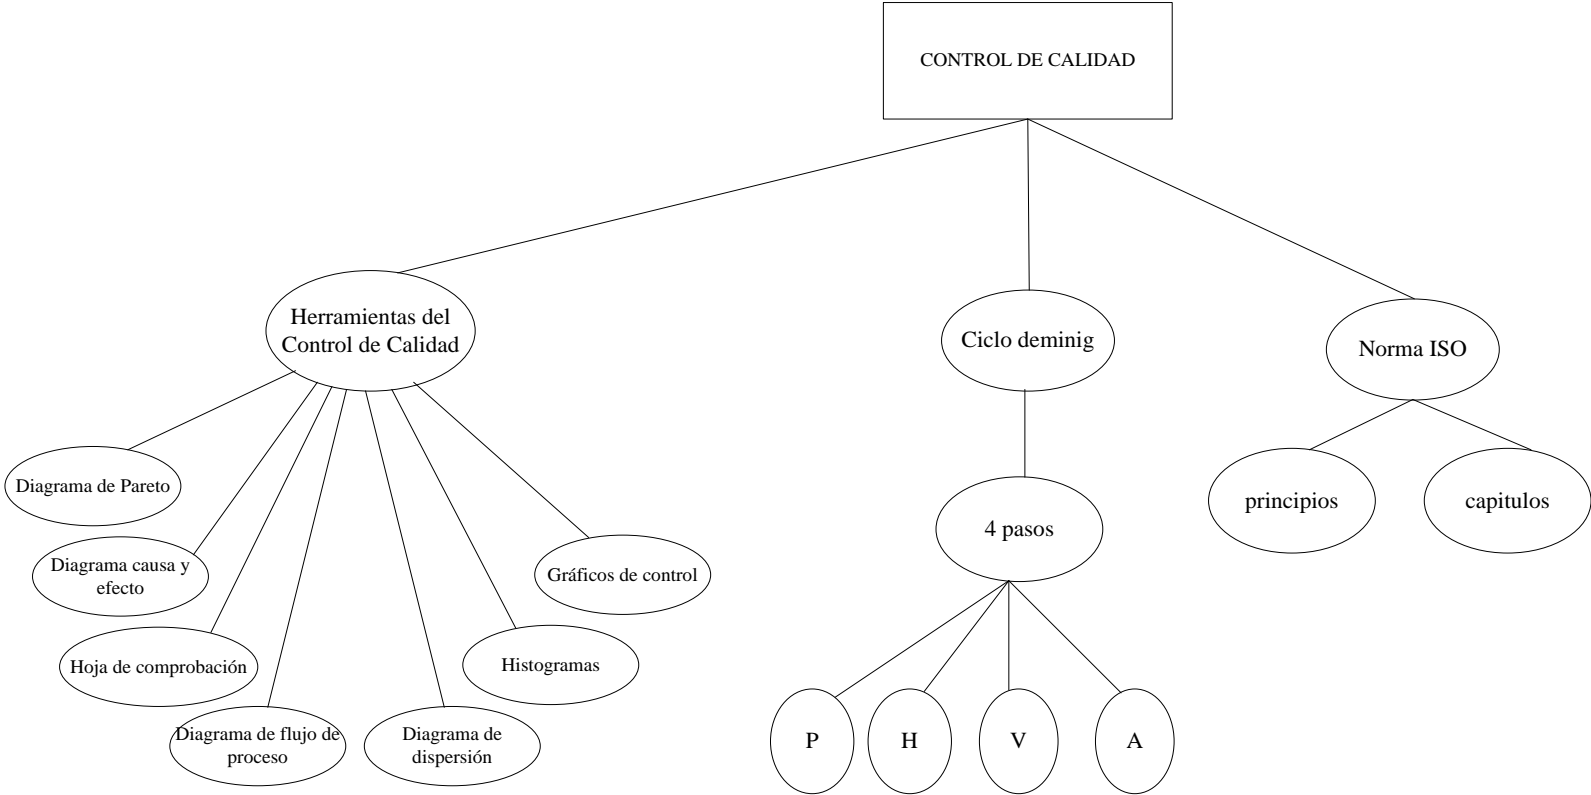 CONTROL DE CALIDAD
Herramientas del
Control de Calidad
Ciclo deminig
Norma ISO
Diagrama de Pareto
Diagrama causa y
efecto
Hoja de comprobación
Diagrama de flujo de
proceso
Diagrama de
dispersión
Histogramas
Gráficos de control
4 pasos
P
H
V
A
principios
capitulos